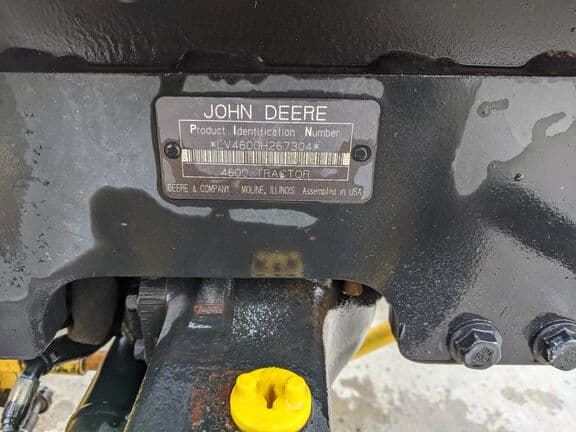 JOHN DEERE
Product Identification Number
*LV4600H267304*
4600 TRACTOR
DEERE & COMPANY MOLINE, ILLINOIS Assembled in USA